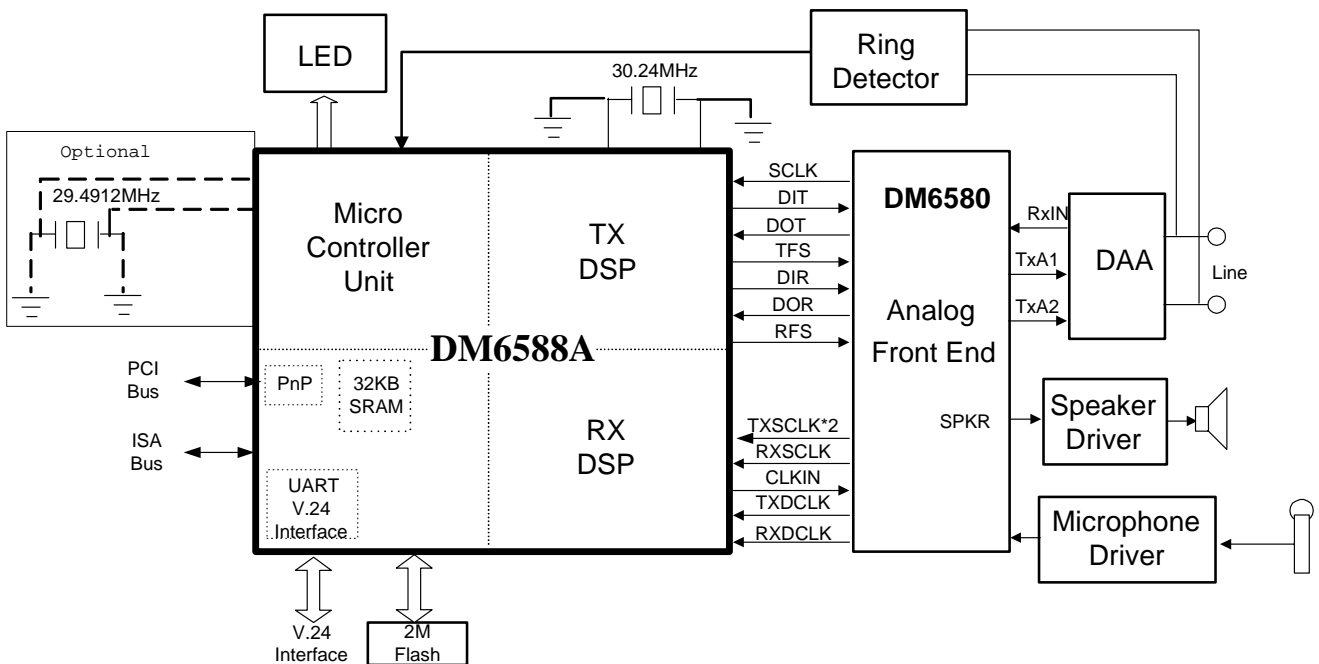 LED
Ring
Detector
30.24MHz
Optional
29.4912MHz
Micro
Controller
Unit
TX
DSP
SCLK
DIT
DOT
TFS
DIR
DOR
RFS
DM6580
Analog
Front End
RxIN
TxA1
TxA2
DAA
Line
DM6588A
PCI
Bus
PnP
32KB
SRAM
ISA
Bus
RX
DSP
UART
V.24
Interface
TXSCLK*2
RXSCLK
CLKIN
TXDCLK
RXDCLK
SPKR
Speaker
Driver
Microphone
Driver
V.24
Interface
2M
Flash